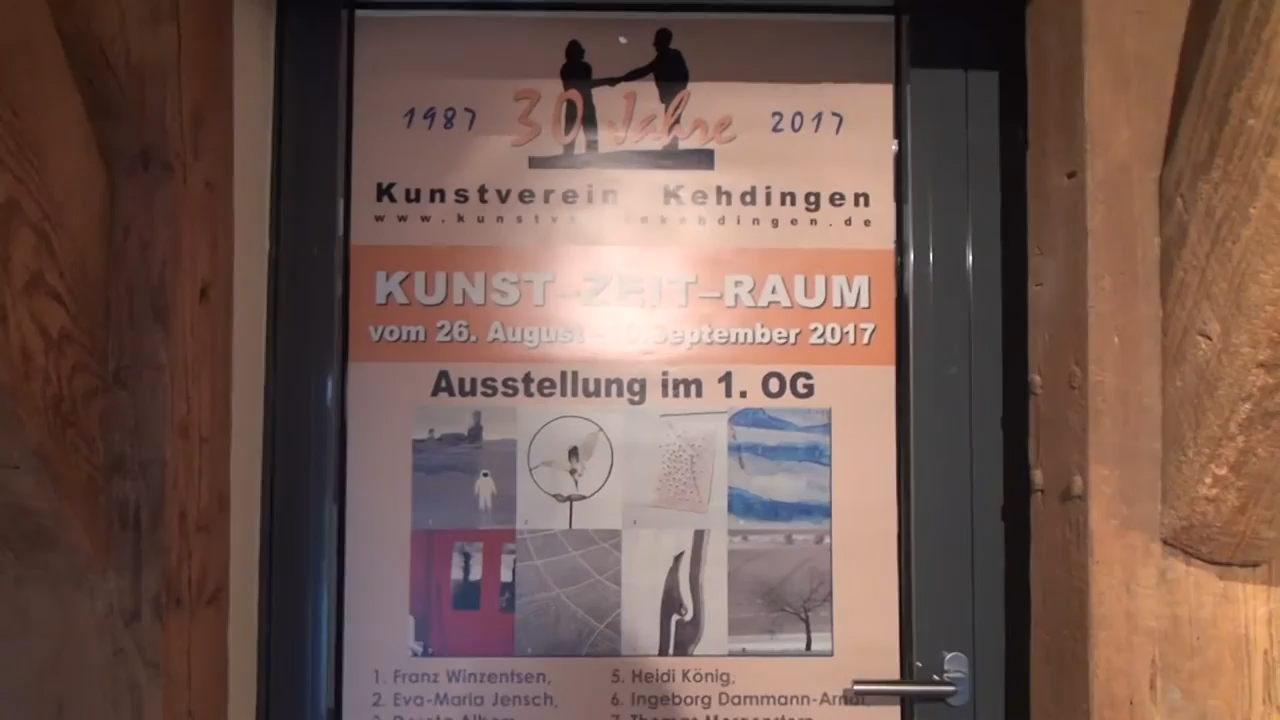 1987 30 Jahre 2017
Kunstverein Kehdingen
KUNST-ZEIT-RAUM
vom 26. August - 10. September 2017
Ausstellung im 1. OG
1. Franz Winzentsen,
5. Heidi König,
2. Eva-Maria Jensch,
6. Ingeborg Dammann-Arndt,